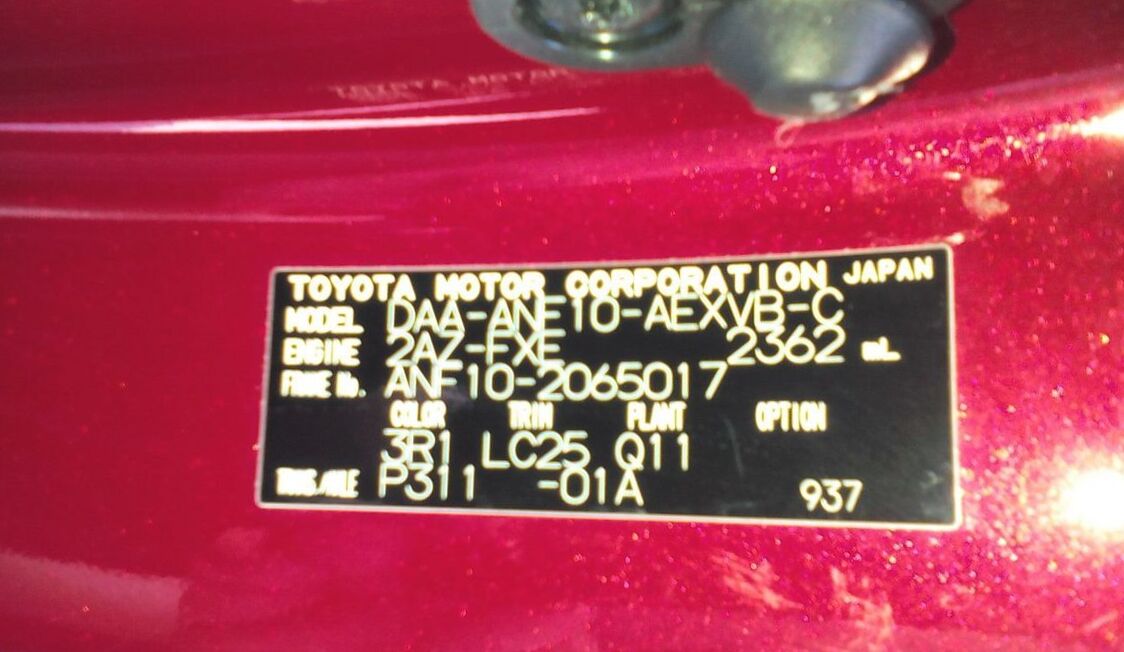 TOYOTA MOTOR CORPORATION JAPAN
MODEL DAA-ANF10-AEXVB-C
ENGINE 2AZ-FXE 2362 mL
FRAME No. ANF10-2065017
COLOR TRIM PLANT OPTION
3R1 LC25 Q11
TRANS/AXLE P311 -01A 937